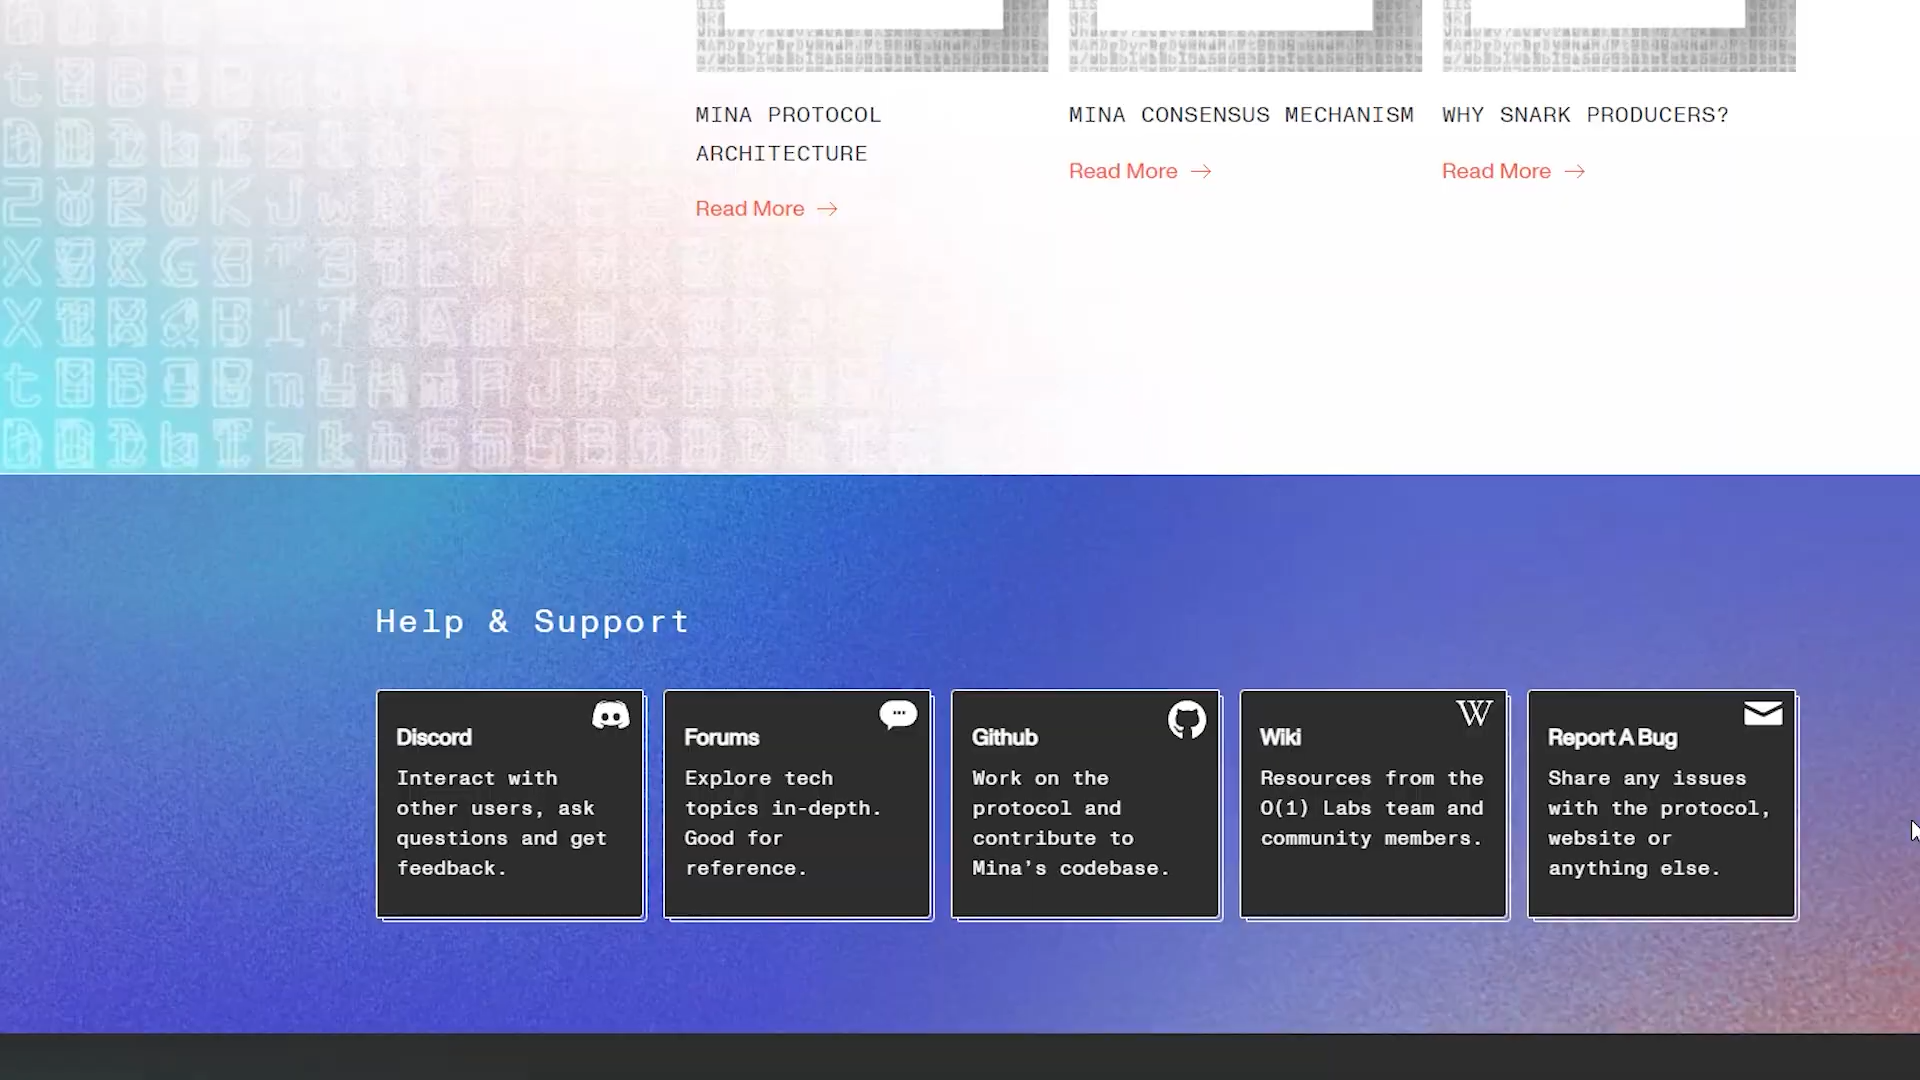 MINA PROTOCOL
ARCHITECTURE
Read More →
MINA CONSENSUS MECHANISM
Read More →
WHY SNARK PRODUCERS?
Read More →
Help & Support
Discord
Interact with
other users, ask
questions and get
feedback.
Forums
Explore tech
topics in-depth.
Good for
reference.
Github
Work on the
protocol and
contribute to
Mina's codebase.
W
Wiki
Resources from the
O(1) Labs team and
community members.
Report A Bug
Share any issues
with the protocol,
website or
anything else.